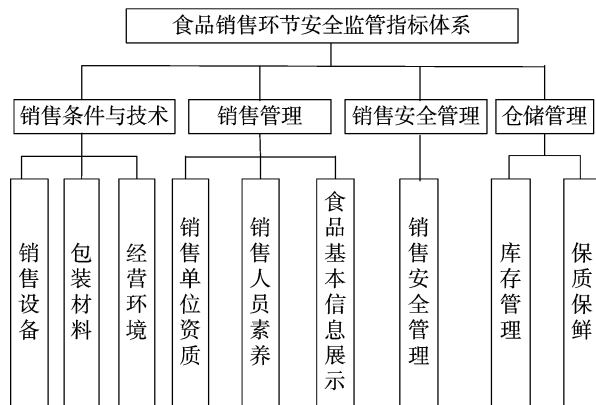 食品销售环节安全监管指标体系
销售条件与技术
销售管理
销售安全管理
仓储管理
销售设备
包装材料
经营环境
销售单位资质
销售人员素养
食品基本信息展示
销售安全管理
库存管理
保质保鲜